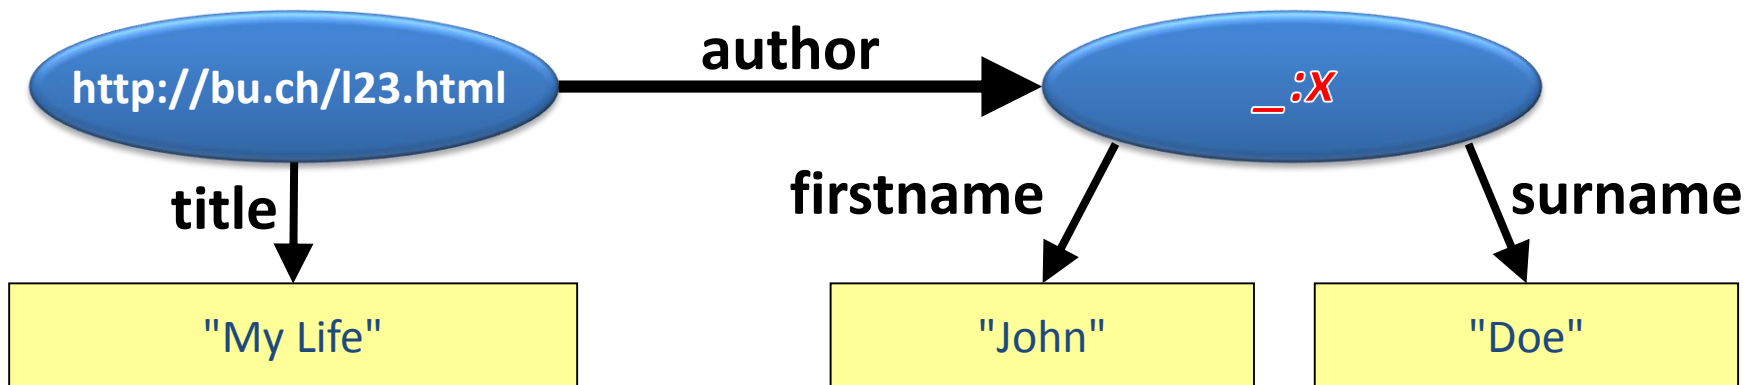 author
http://bu.ch/l23.html
_:x
title
firstname
surname
"My Life"
"John"
"Doe"